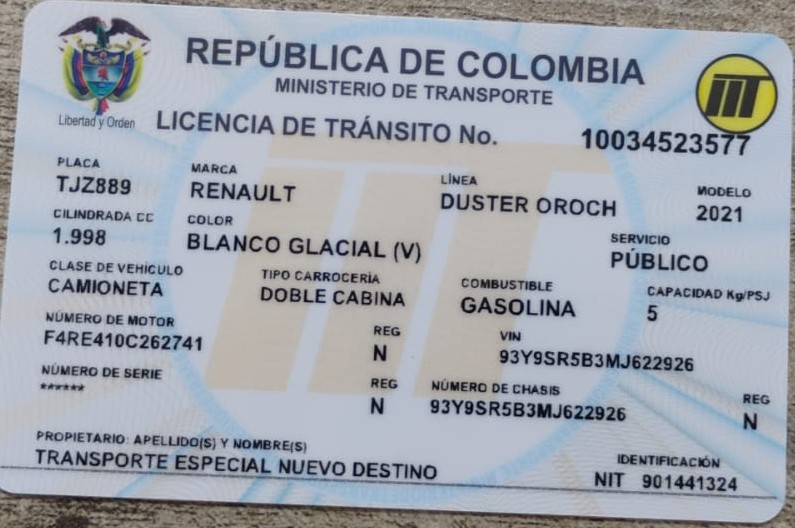 REPÚBLICA DE COLOMBIA
MINISTERIO DE TRANSPORTE
Libertad y Orden
LICENCIA DE TRÁNSITO No. 10034523577
PLACA MARCA LÍNEA MODELO
TJZ889 RENAULT DUSTER OROCH 2021
CILINDRADA CC COLOR SERVICIO
1.998 BLANCO GLACIAL (V) PÚBLICO
CLASE DE VEHÍCULO TIPO CARROCERÍA COMBUSTIBLE CAPACIDAD Kg/PSJ
CAMIONETA DOBLE CABINA GASOLINA 5
NÚMERO DE MOTOR REG VIN
F4RE410C262741 N 93Y9SR5B3MJ622926
NÚMERO DE SERIE REG NÚMERO DE CHASIS REG
****** N 93Y9SR5B3MJ622926 N
PROPIETARIO: APELLIDO(S) Y NOMBRE(S) IDENTIFICACIÓN
TRANSPORTE ESPECIAL NUEVO DESTINO NIT 901441324